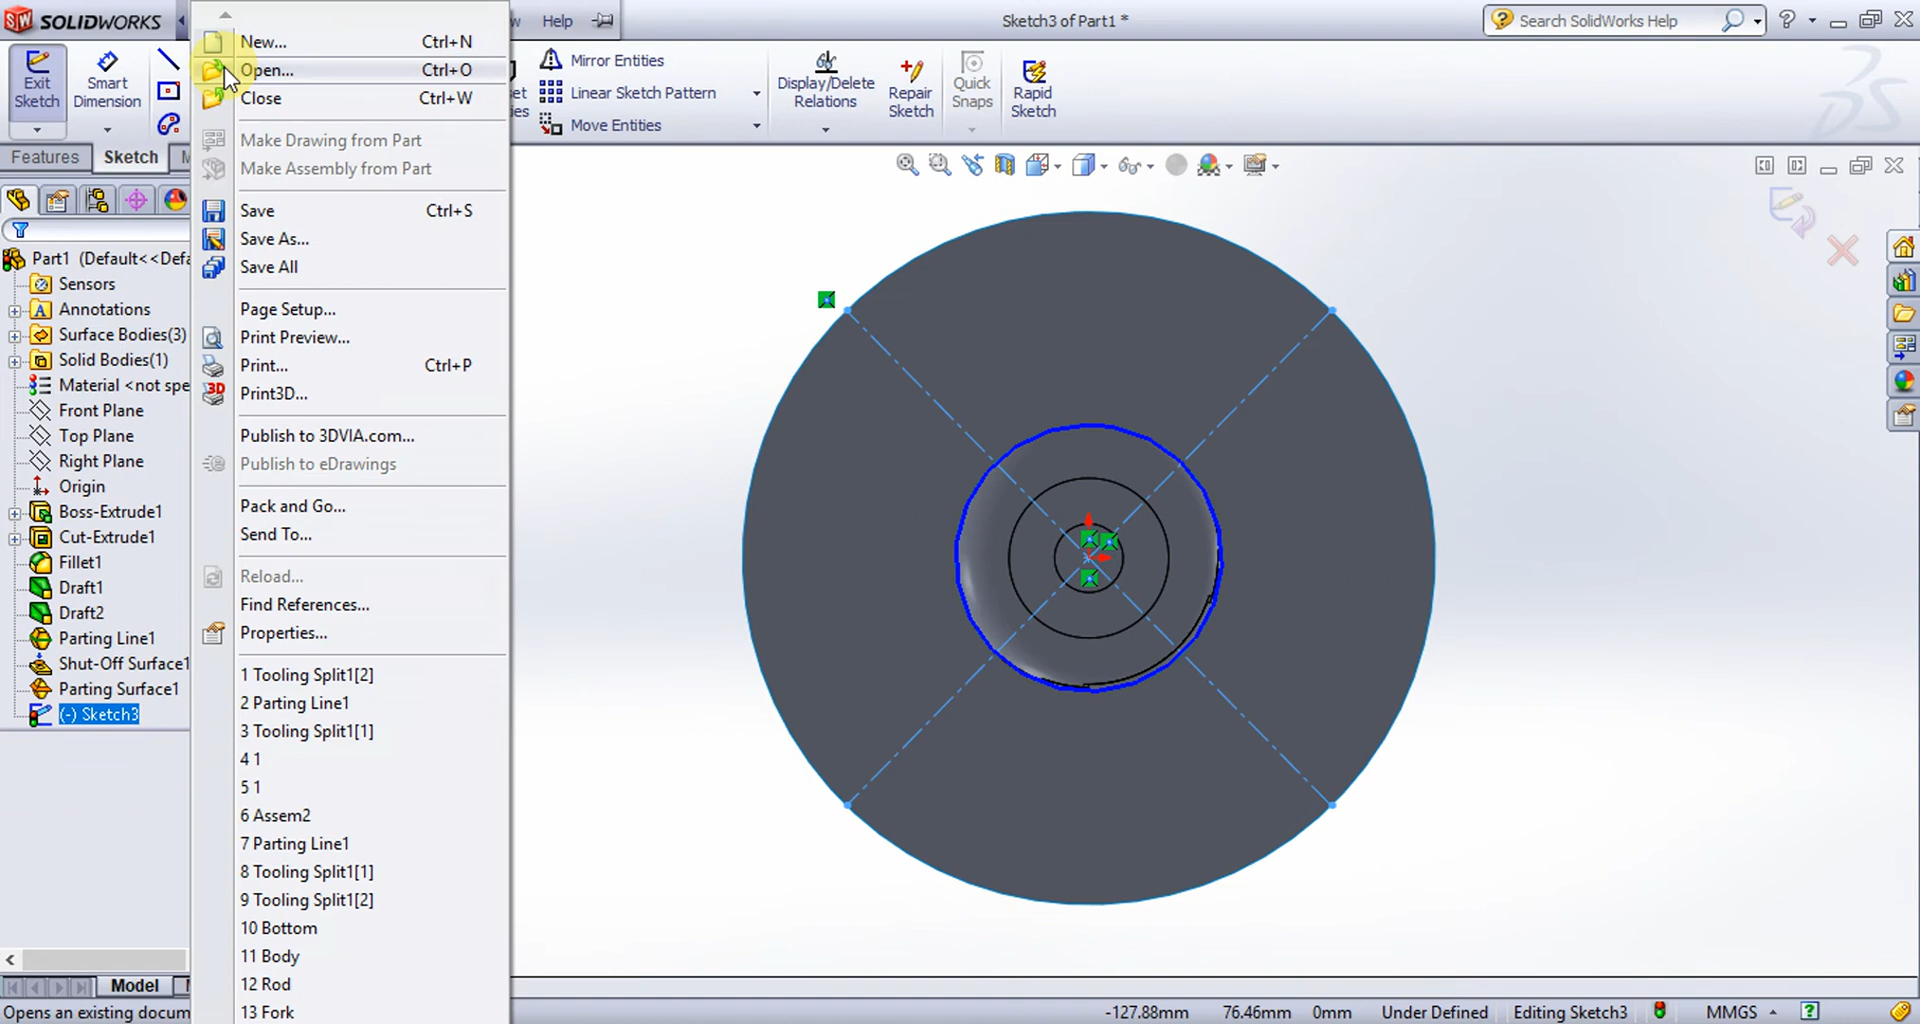 SW SOLIDWORKS
w Help
Sketch3 of Part1 *
Search SolidWorks Help
?
New... Ctrl+N
Open... Ctrl+O
Close Ctrl+W
Make Drawing from Part
Make Assembly from Part
Save Ctrl+S
Save As...
Save All
Page Setup...
Print Preview...
Print... Ctrl+P
3D Print3D...
Publish to 3DVIA.com...
Publish to eDrawings
Pack and Go...
Send To...
Reload...
Find References...
Properties...
1 Tooling Split1[2]
2 Parting Line1
3 Tooling Split1[1]
4 1
5 1
6 Assem2
7 Parting Line1
8 Tooling Split1[1]
9 Tooling Split1[2]
10 Bottom
11 Body
12 Rod
13 Fork
Exit Sketch
Smart Dimension
set
ies
Mirror Entities
Linear Sketch Pattern
Move Entities
Display/Delete Relations
Repair Sketch
Quick Snaps
Rapid Sketch
Features Sketch M
Part1 (Default<<Defa
Sensors
A Annotations
Surface Bodies(3)
Solid Bodies(1)
Material <not spe
Front Plane
Top Plane
Right Plane
Origin
Boss-Extrude1
Cut-Extrude1
Fillet1
Draft1
Draft2
Parting Line1
Shut-Off Surface1
Parting Surface1
(-) Sketch3
Model
Opens an existing docum
-127.88mm 76.46mm 0mm Under Defined Editing Sketch3 MMGS ?